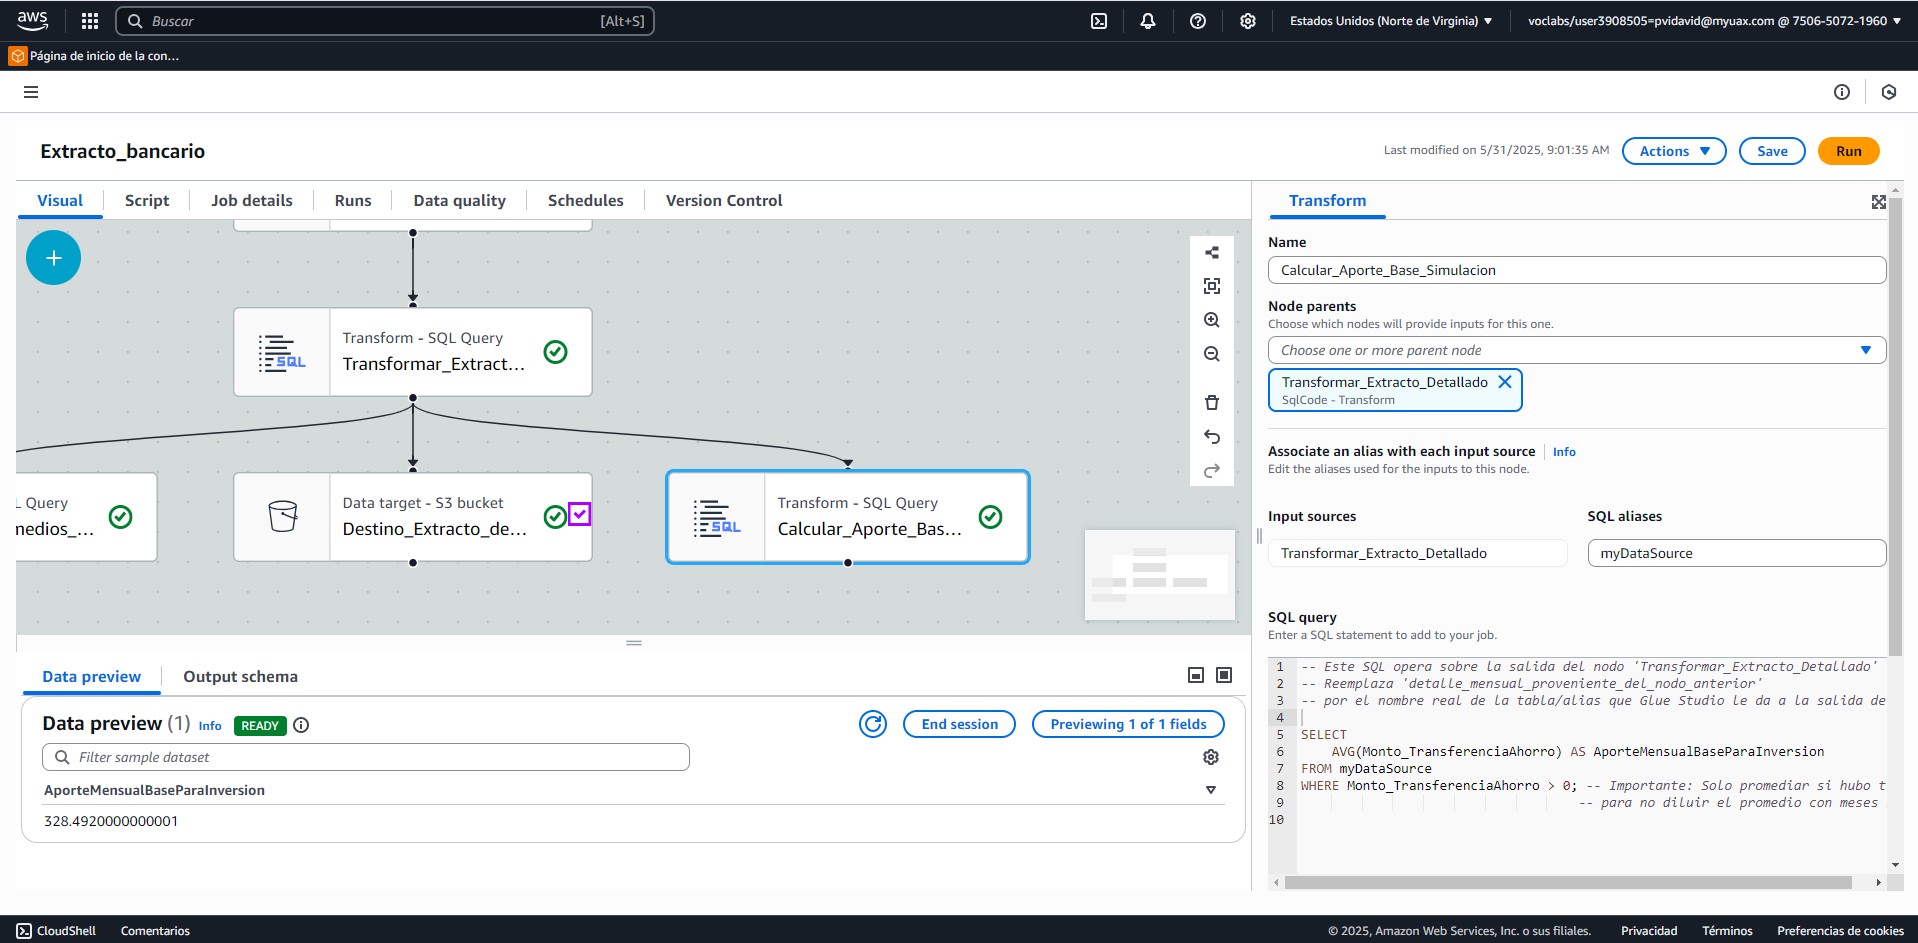 aws
Buscar
[Alt+S]
Estados Unidos (Norte de Virginia)
voclabs/user3908505=pvidavid@myuax.com @ 7506-5072-1960
Página de inicio de la con...
Extracto_bancario
Last modified on 5/31/2025, 9:01:35 AM
Actions
Save
Run
Visual
Script
Job details
Runs
Data quality
Schedules
Version Control
Transform - SQL Query
Transformar_Extract...
SQL
L Query
medios_...
Data target - S3 bucket
Destino_Extracto_de...
Transform - SQL Query
Calcular_Aporte_Bas...
SQL
Data preview
Output schema
Data preview (1)
Info
READY
End session
Previewing 1 of 1 fields
Filter sample dataset
AporteMensualBaseParaInversion
328.4920000000001
Transform
Name
Calcular_Aporte_Base_Simulacion
Node parents
Choose which nodes will provide inputs for this one.
Choose one or more parent node
Transformar_Extracto_Detallado
SqlCode - Transform
Associate an alias with each input source
Info
Edit the aliases used for the inputs to this node.
Input sources
SQL aliases
Transformar_Extracto_Detallado
myDataSource
SQL query
Enter a SQL statement to add to your job.
1 -- Este SQL opera sobre la salida del nodo 'Transformar_Extracto_Detallado'
2 -- Reemplaza 'detalle_mensual_proveniente_del_nodo_anterior'
3 -- por el nombre real de la tabla/alias que Glue Studio le da a la salida de
4
5 SELECT
6 AVG(Monto_TransferenciaAhorro) AS AporteMensualBaseParaInversion
7 FROM myDataSource
8 WHERE Monto_TransferenciaAhorro > 0; -- Importante: Solo promediar si hubo t
9 -- para no diluir el promedio con meses
10
CloudShell
Comentarios
© 2025, Amazon Web Services, Inc. o sus filiales.
Privacidad
Términos
Preferencias de cookies